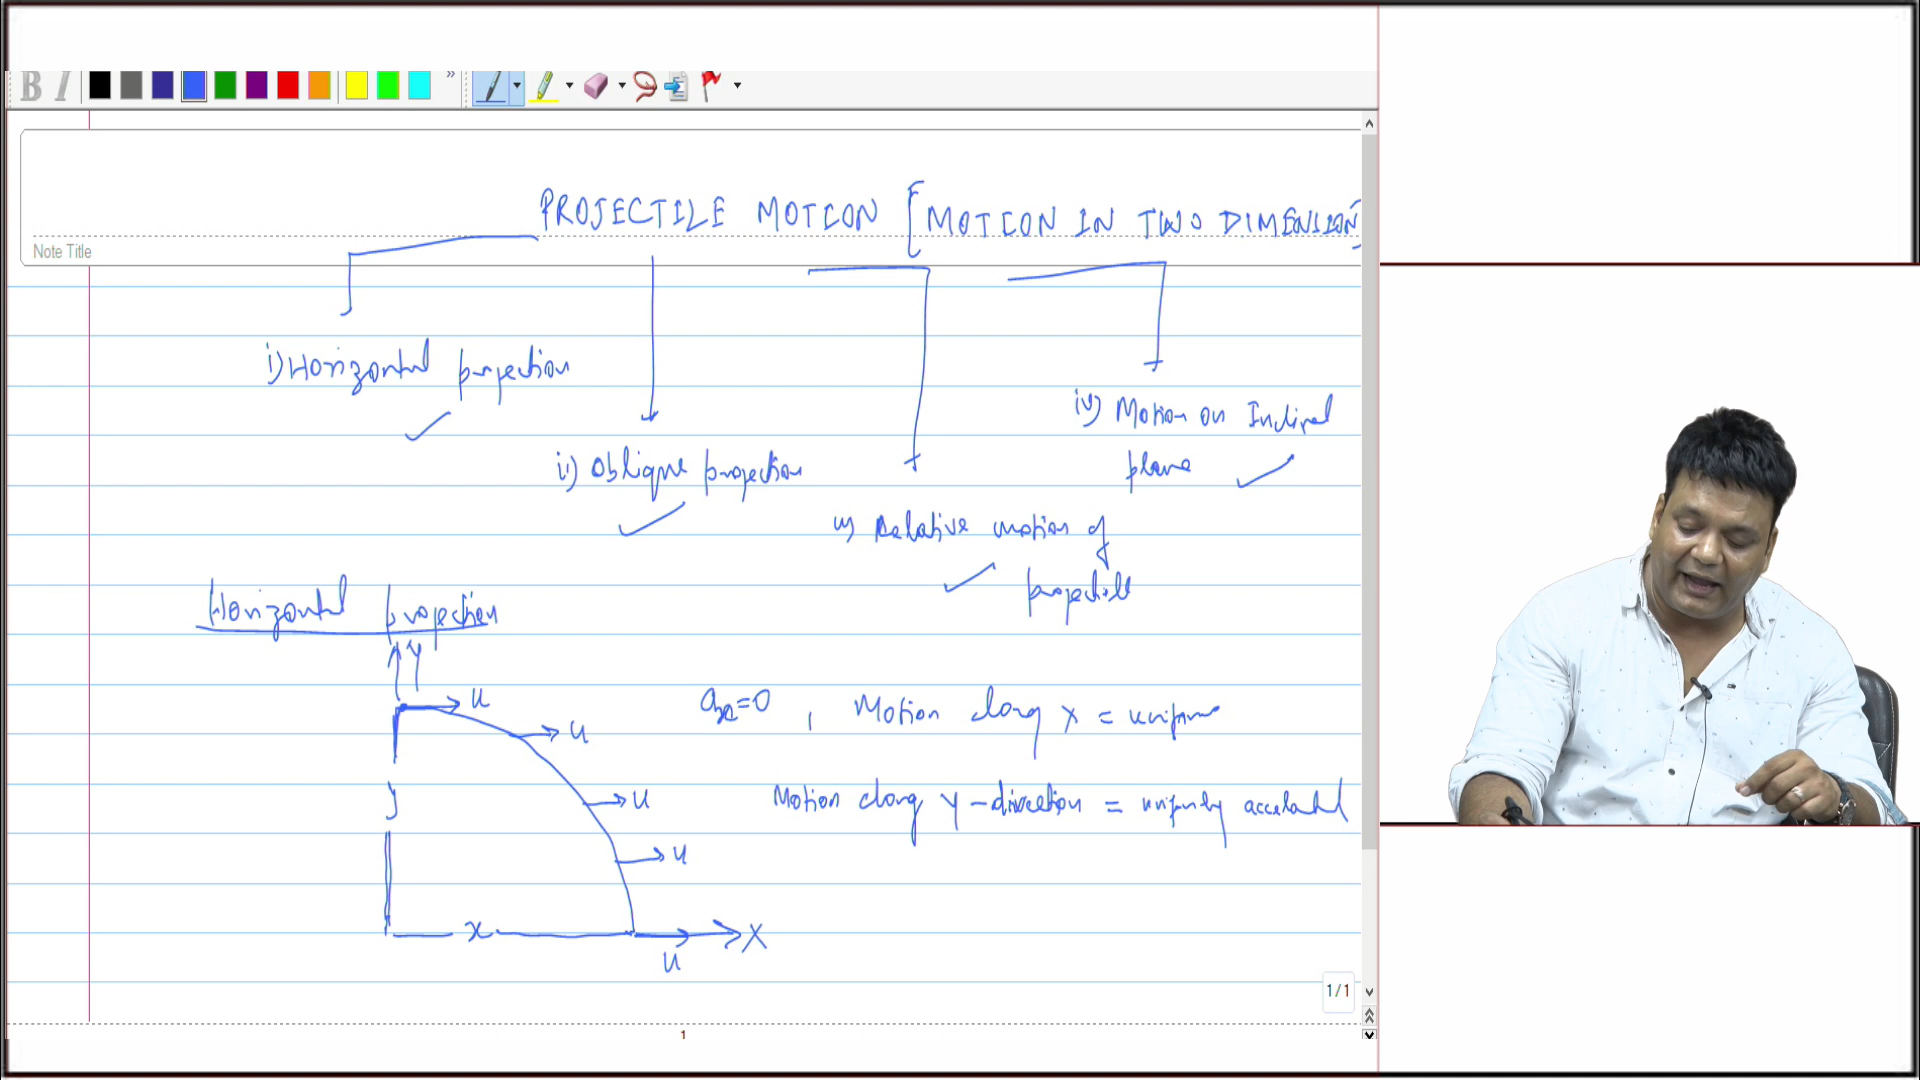 B I
PROJECTILE MOTION [MOTION IN TWO DIMENSION]
Note Title
i) Horizontal projection
iv) Motion on Inclined
plane
ii) Oblique projection
Relative motion of
projectile
Horizontal projection
Y
u
u
aₓ=0 , Motion along X = uniform
y
u
Motion along Y-direction = uniformly accelerated
u
x
X
u
1/1
1